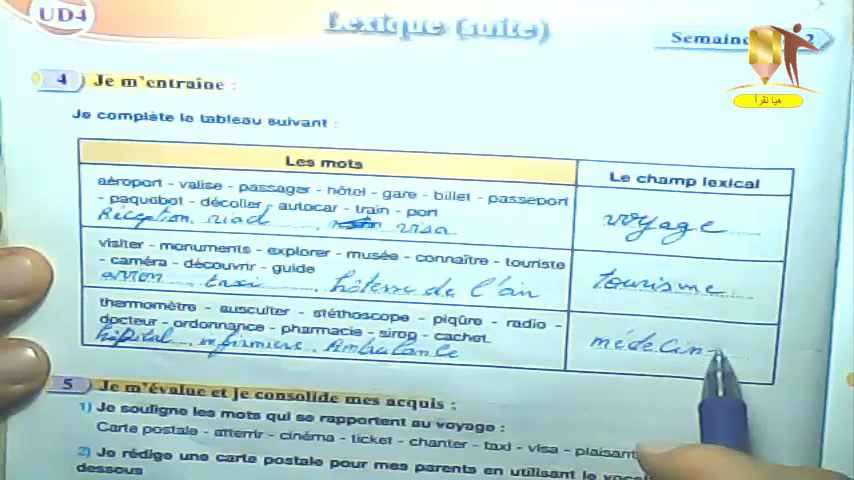 UD4
Lexique (suite)
Semaine 2
هيا نقرأ
4 Je m'entraîne :
Je complète le tableau suivant :
Les mots
Le champ lexical
aéroport - valise - passager - hôtel - gare - billet - passeport
- paquebot - décoller - autocar - train - port
Réception. riad visa
voyage
visiter - monuments - explorer - musée - connaître - touriste
- caméra - découvrir - guide
avion taxi hôtesse de l'air
tourisme
thermomètre - ausculter - stéthoscope - piqûre - radio -
docteur - ordonnance - pharmacie - sirop - cachet.
hôpital infirmière. Ambulance
médecin
5 Je m'évalue et je consolide mes acquis :
1) Je souligne les mots qui se rapportent au voyage :
Carte postale - atterrir - cinéma - ticket - chanter - taxi - visa - plaisant
2) Je rédige une carte postale pour mes parents en utilisant le
dessous